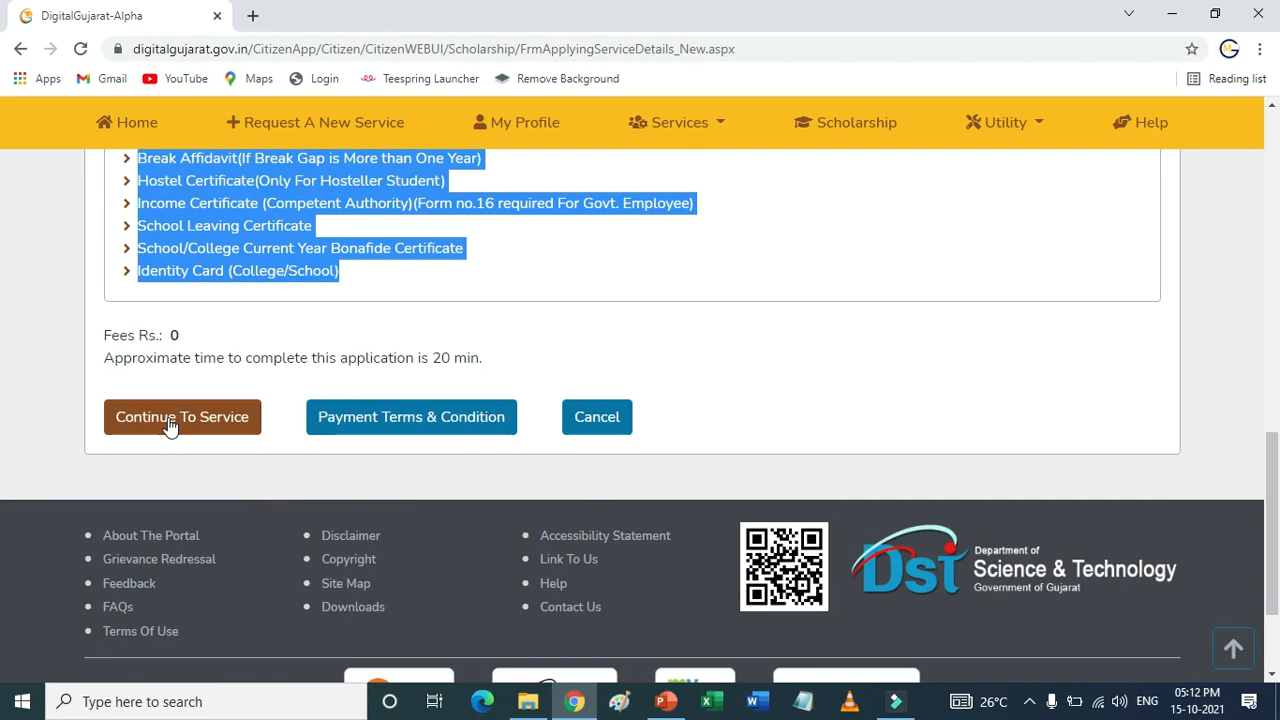 DigitalGujarat-Alpha
digitalgujarat.gov.in/CitizenApp/Citizen/CitizenWEBUI/Scholarship/FrmApplyingServiceDetails_New.aspx
Apps Gmail YouTube Maps Login Teespring Launcher Remove Background Reading list
Home Request A New Service My Profile Services Scholarship Utility Help
Break Affidavit(If Break Gap is More than One Year)
Hostel Certificate(Only For Hosteller Student)
Income Certificate (Competent Authority)(Form no.16 required For Govt. Employee)
School Leaving Certificate
School/College Current Year Bonafide Certificate
Identity Card (College/School)
Fees Rs.: 0
Approximate time to complete this application is 20 min.
Continue To Service Payment Terms & Condition Cancel
About The Portal
Grievance Redressal
Feedback
FAQs
Terms Of Use
Disclaimer
Copyright
Site Map
Downloads
Accessibility Statement
Link To Us
Help
Contact Us
Dst
Department of
Science & Technology
Government of Gujarat
Type here to search
26°C
ENG
05:12 PM
15-10-2021